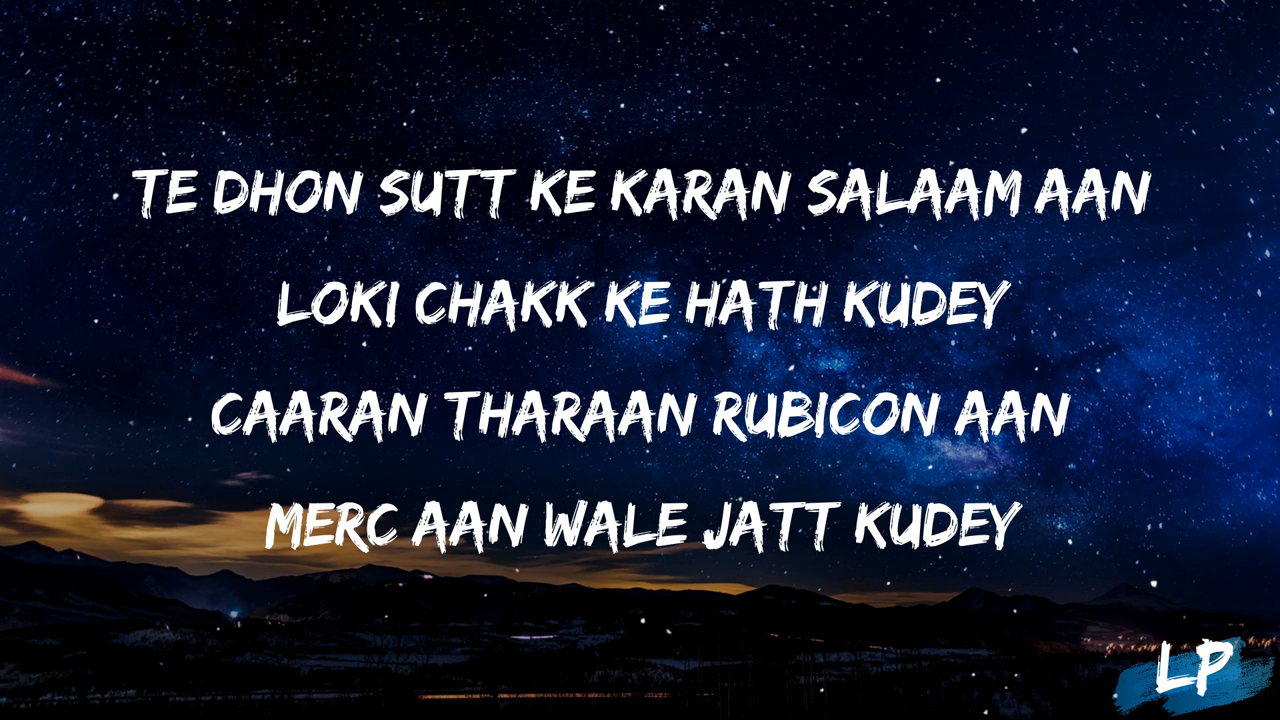 TE DHON SUTT KE KARAN SALAAM AAN
LOKI CHAKK KE HATH KUDEY
CAARAN THARAAN RUBICON AAN
MERC AAN WALE JATT KUDEY
LP